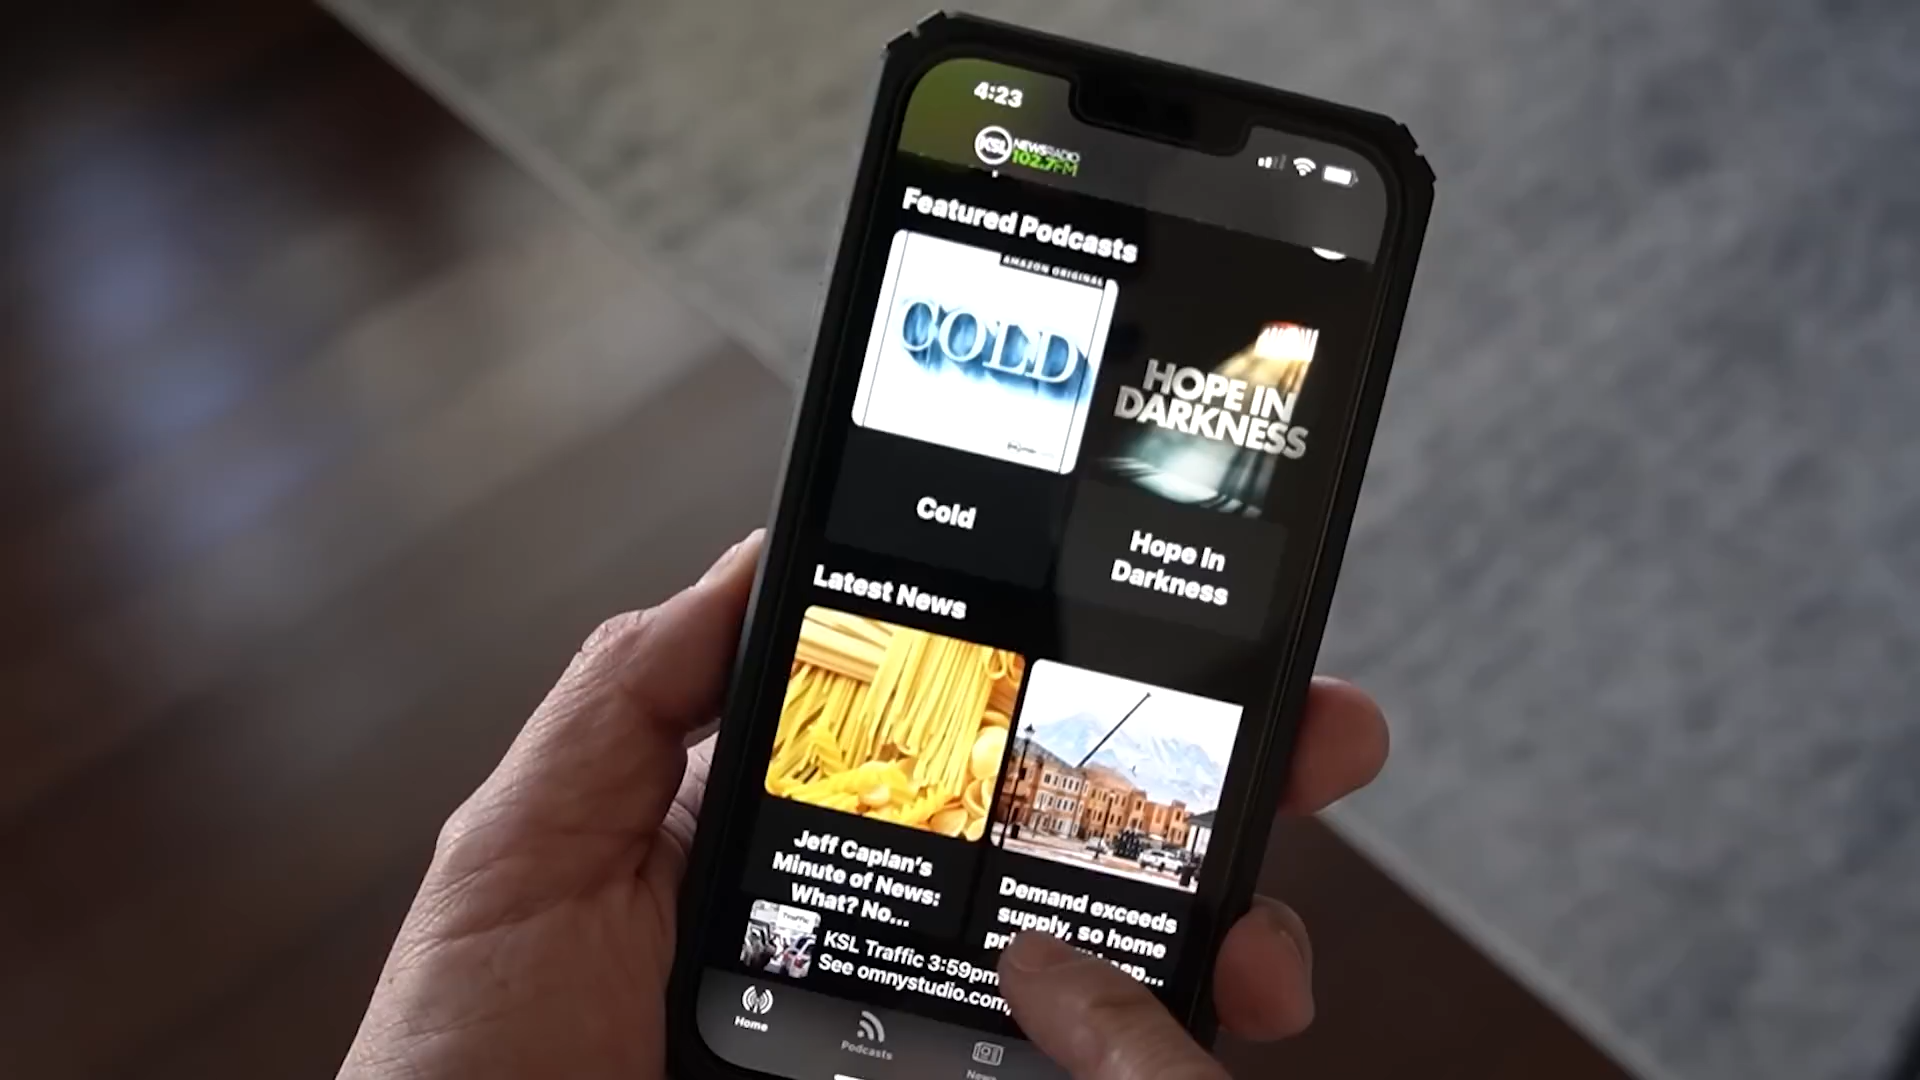 4:23
KSL NEWSRADIO
102.7FM
Featured Podcasts
AMAZON ORIGINAL
COLD
HOPE IN
DARKNESS
Cold
Hope In
Darkness
Latest News
Jeff Caplan's
Minute of News:
What? No...
Demand exceeds
supply, so home
Traffic
KSL Traffic 3:59pm
See omnystudio.com/
Home
Podcasts
News